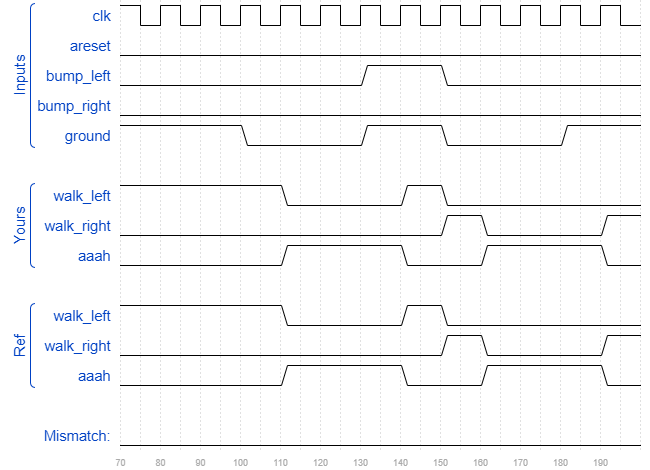 Inputs
clk
areset
bump_left
bump_right
ground
Yours
walk_left
walk_right
aaah
Ref
walk_left
walk_right
aaah
Mismatch:
70 80 90 100 110 120 130 140 150 160 170 180 190